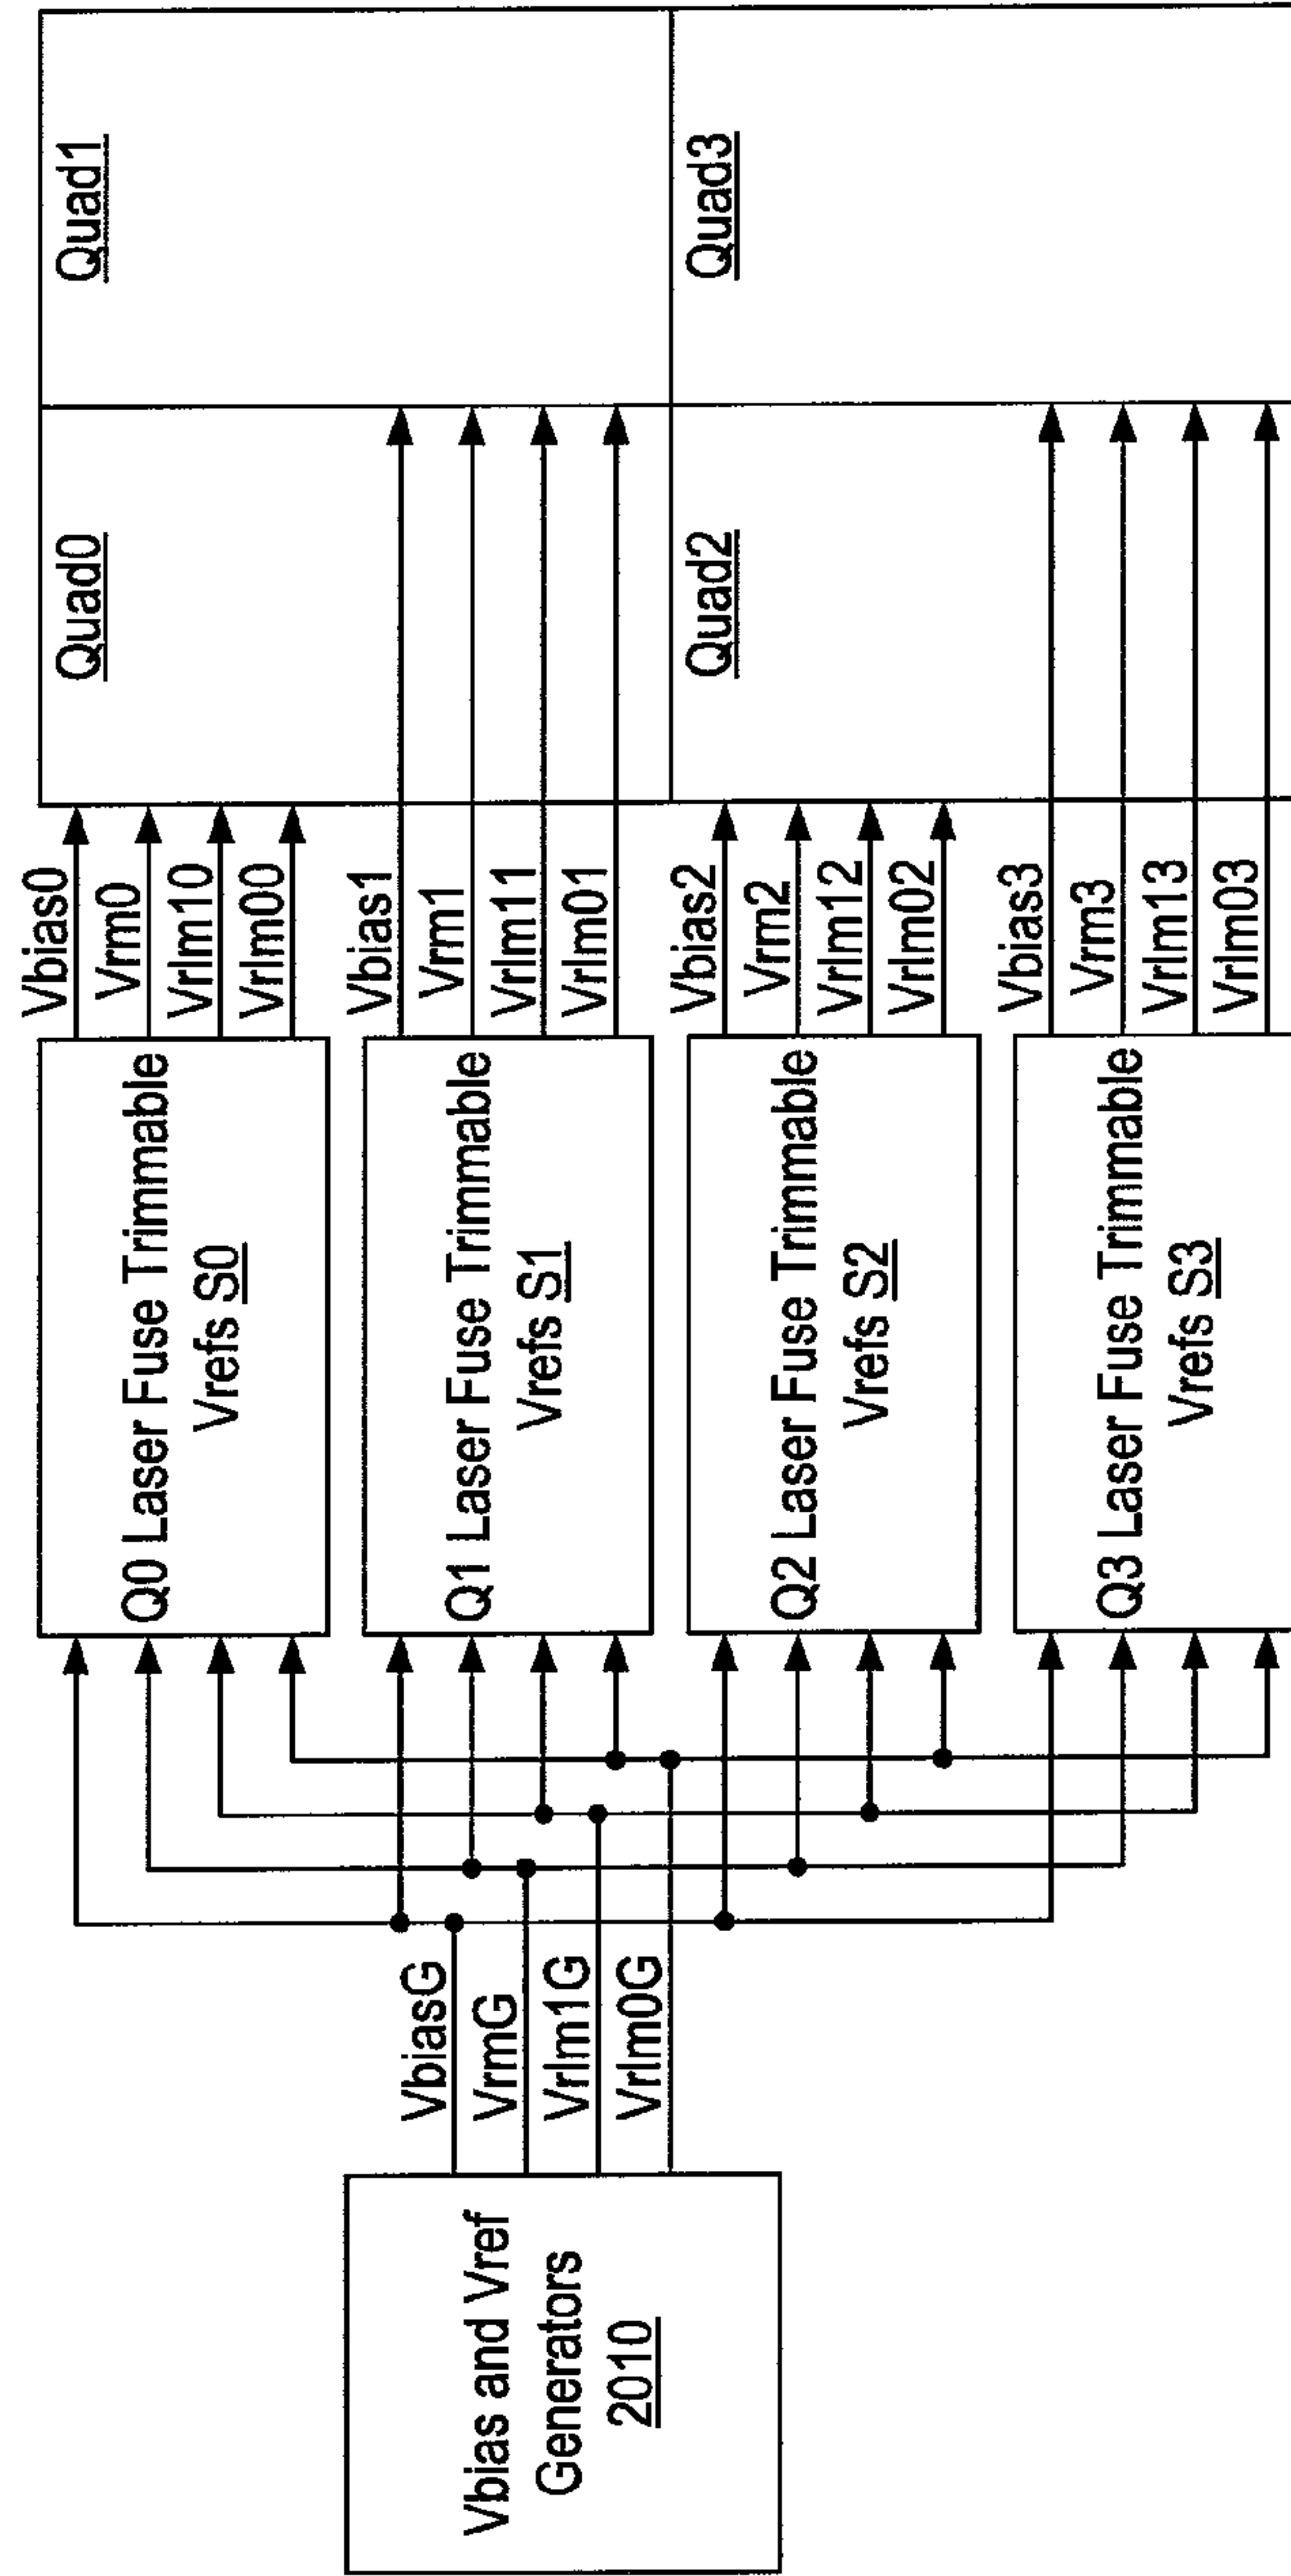 Vbias and Vref
Generators
2010
VbiasG
VrmG
Vrlm1G
Vrlm0G
Q0 Laser Fuse Trimmable
Vrefs S0
Q1 Laser Fuse Trimmable
Vrefs S1
Q2 Laser Fuse Trimmable
Vrefs S2
Q3 Laser Fuse Trimmable
Vrefs S3
Vbias0
Vrm0
Vrlm10
Vrlm00
Vbias1
Vrm1
Vrlm11
Vrlm01
Vbias2
Vrm2
Vrlm12
Vrlm02
Vbias3
Vrm3
Vrlm13
Vrlm03
Quad0
Quad1
Quad2
Quad3